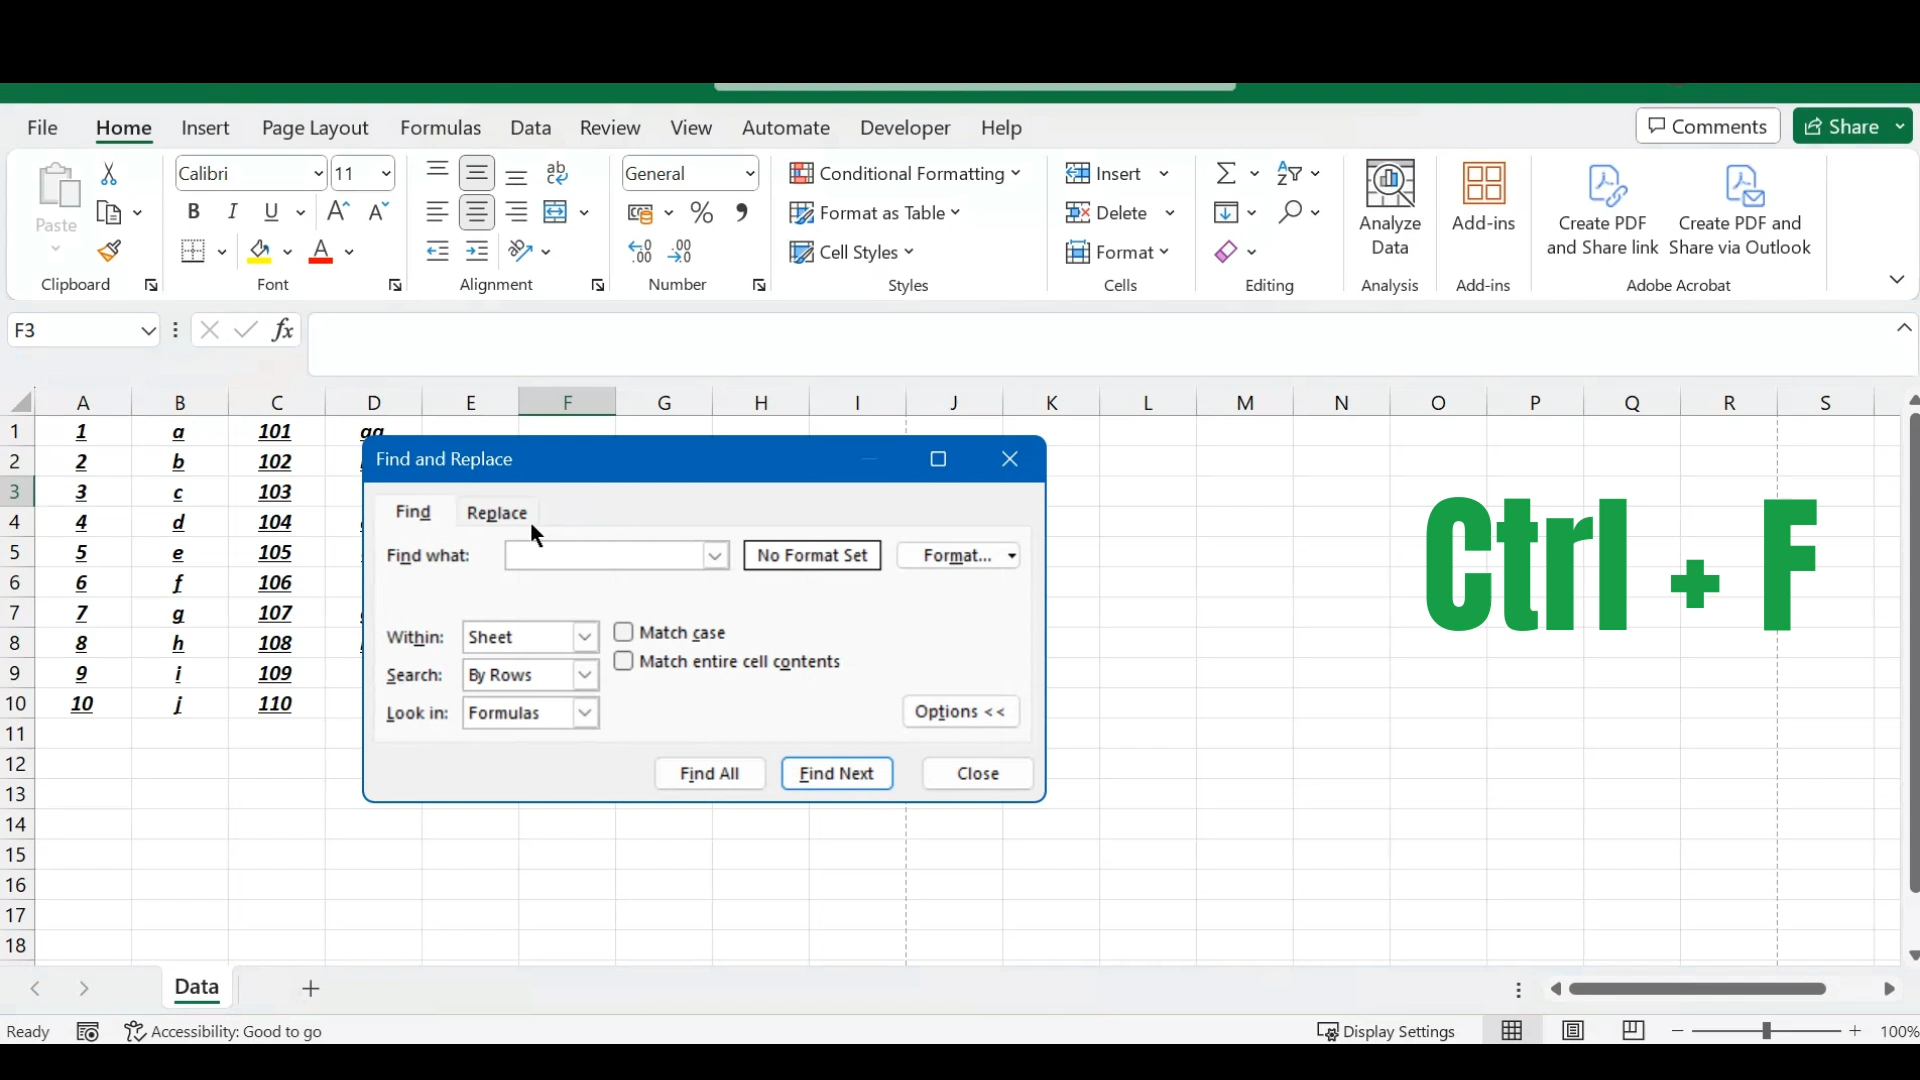 File Home Insert Page Layout Formulas Data Review View Automate Developer Help Comments Share
Calibri 11 General Conditional Formatting Insert
Paste B I U A A % Format as Table Delete Analyze Data Add-ins Create PDF and Share link Create PDF and Share via Outlook
A Cell Styles Format
Clipboard Font Alignment Number Styles Cells Editing Analysis Add-ins Adobe Acrobat
F3 fx
A B C D E F G H I J K L M N O P Q R S
1 1 a 101 aa
2 2 b 102
3 3 c 103
4 4 d 104
5 5 e 105
6 6 f 106
7 7 g 107
8 8 h 108
9 9 i 109
10 10 j 110
11
12
13
14
15
16
17
18
Find and Replace
Find Replace
Find what: No Format Set Format...
Within: Sheet Match case
Search: By Rows Match entire cell contents
Look in: Formulas Options <<
Find All Find Next Close
Ctrl + F
Data
Ready Accessibility: Good to go Display Settings 100%